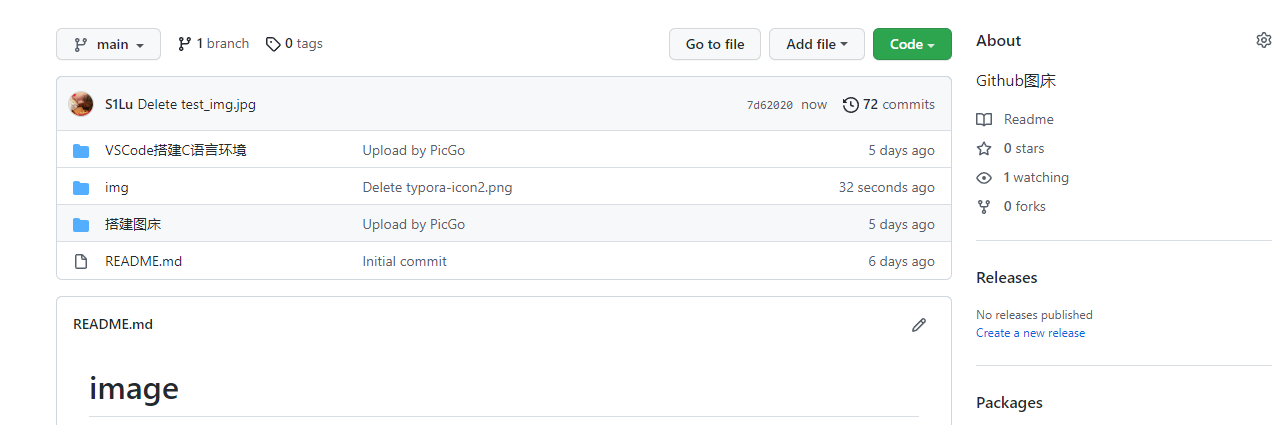 main 1 branch 0 tags Go to file Add file Code
S1Lu Delete test_img.jpg 7d62020 now 72 commits
VSCode搭建C语言环境 Upload by PicGo 5 days ago
img Delete typora-icon2.png 32 seconds ago
搭建图床 Upload by PicGo 5 days ago
README.md Initial commit 6 days ago
README.md
image
About
Github图床
Readme
0 stars
1 watching
0 forks
Releases
No releases published
Create a new release
Packages